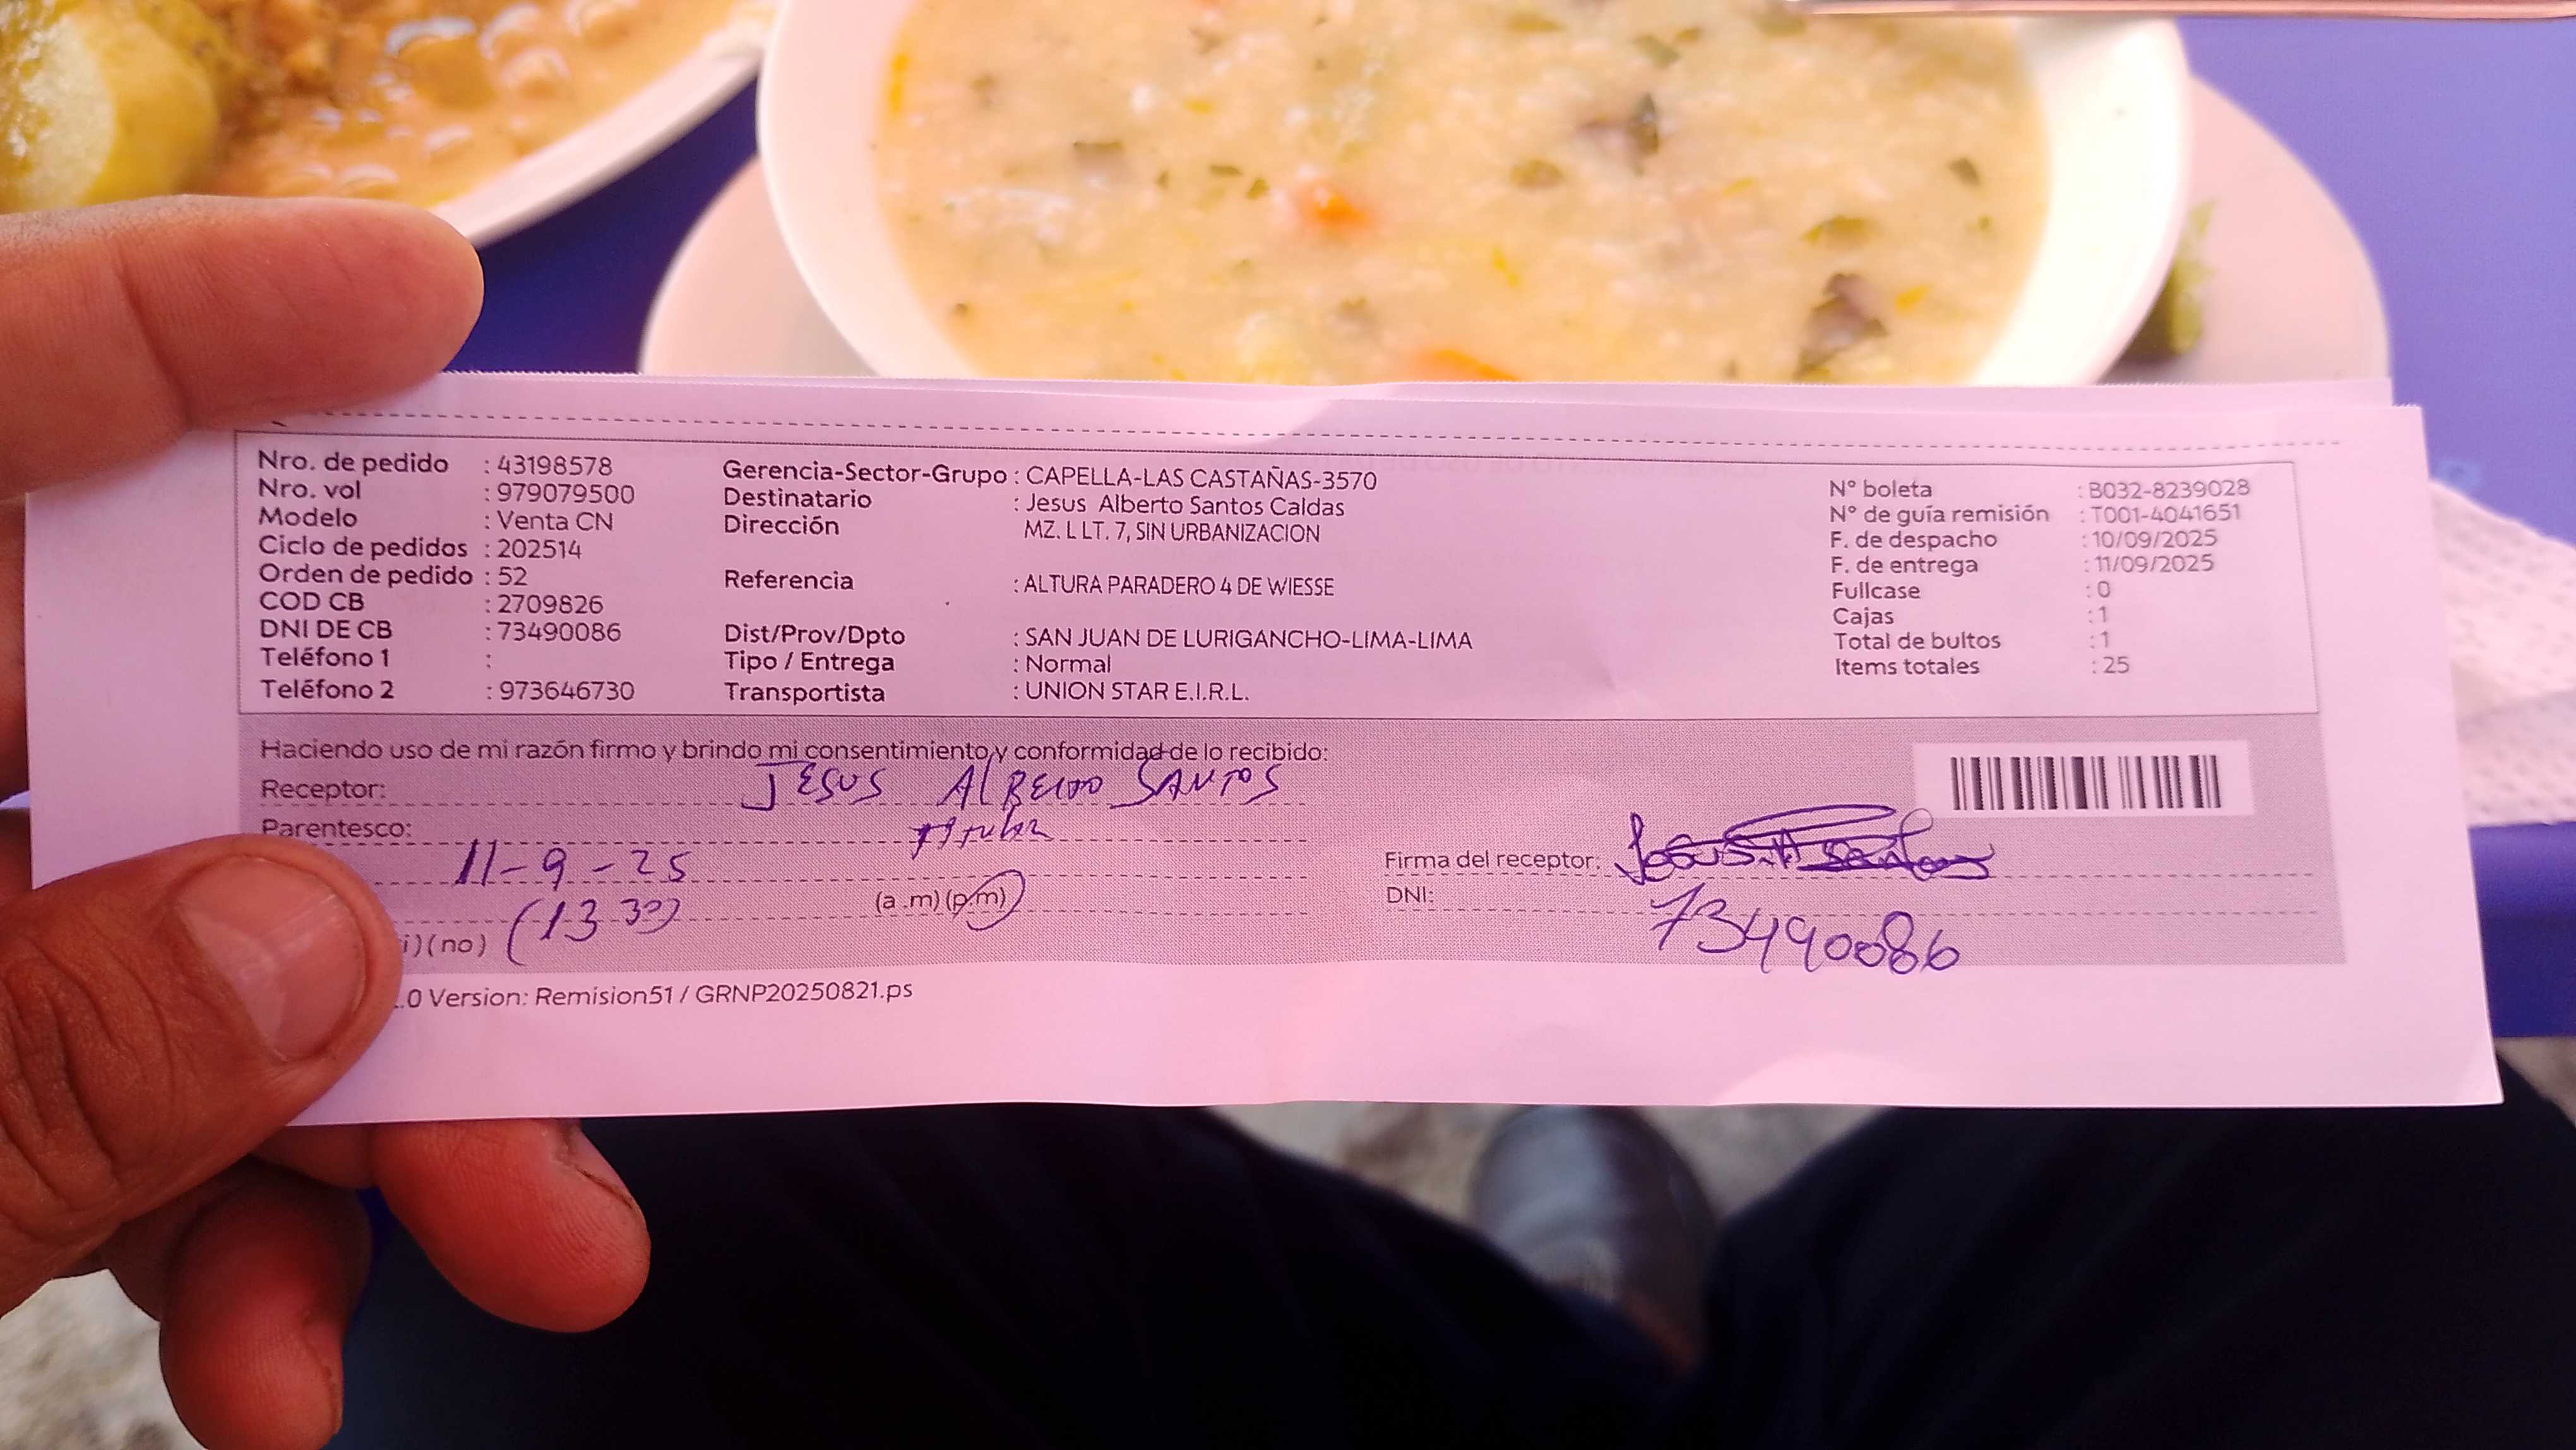 Nro. de pedido : 43198578
Nro. vol : 979079500
Modelo : Venta CN
Ciclo de pedidos : 202514
Orden de pedido : 52
COD CB : 2709826
DNI DE CB : 73490086
Teléfono 1 :
Teléfono 2 : 973646730
Gerencia-Sector-Grupo : CAPELLA-LAS CASTAÑAS-3570
Destinatario : Jesus Alberto Santos Caldas
Dirección MZ. L LT. 7, SIN URBANIZACION
Referencia : ALTURA PARADERO 4 DE WIESSE
Dist/Prov/Dpto : SAN JUAN DE LURIGANCHO-LIMA-LIMA
Tipo / Entrega : Normal
Transportista : UNION STAR E.I.R.L.
N° boleta : B032-8239028
N° de guía remisión : T001-4041651
F. de despacho : 10/09/2025
F. de entrega : 11/09/2025
Fullcase : 0
Cajas : 1
Total de bultos : 1
Items totales : 25
Haciendo uso de mi razón firmo y brindo mi consentimiento y conformidad de lo recibido:
Receptor: JESUS AlBERTO SANTOS
Parentesco: titular
11-9-25
(13 30) (a .m) (p.m)
i) (no)
Firma del receptor: Jesus A Santos
DNI: 73490086
.0 Version: Remision51 / GRNP20250821.ps